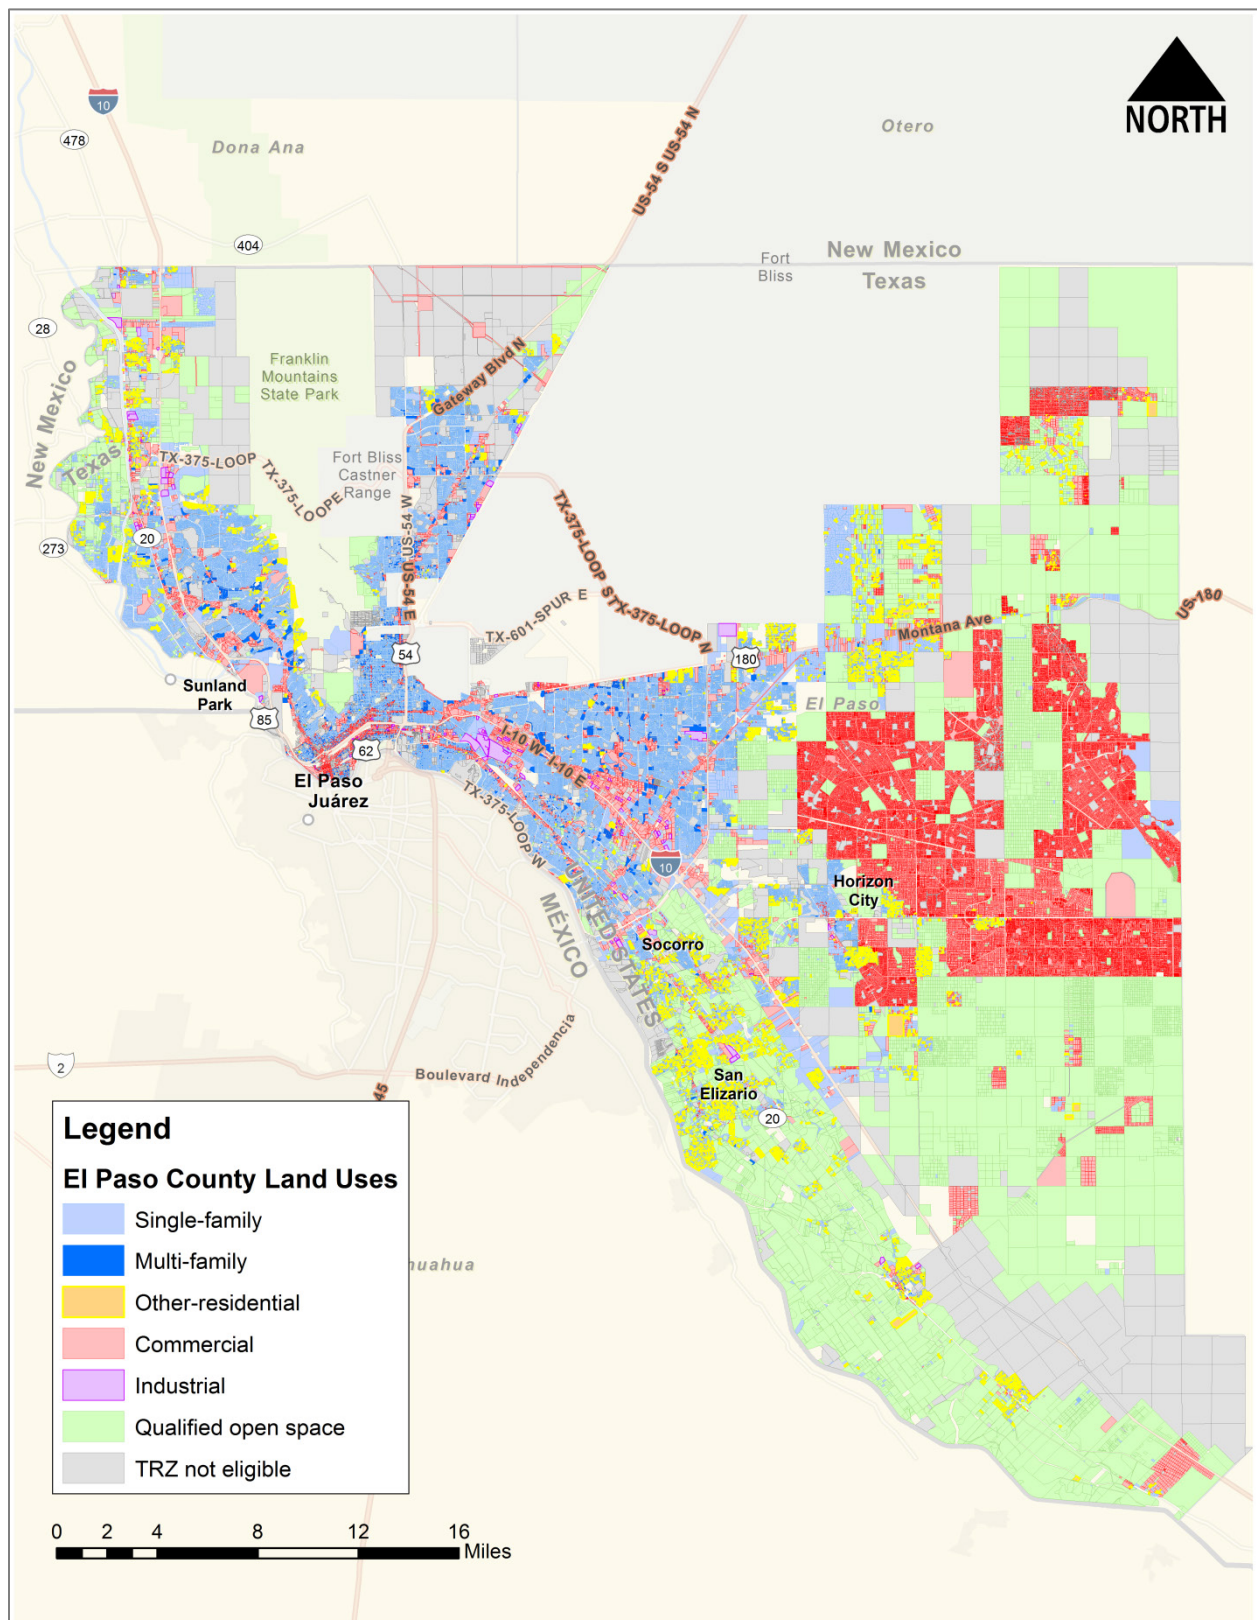 10
478
Dona Ana
Otero
NORTH
US-54 S US-54 N
404
Fort
Bliss
New Mexico
Texas
28
New Mexico
Texas
Franklin
Mountains
State Park
Gateway Blvd N
TX-375-LOOP
TX-375-LOOPE
Fort Bliss
Castner
Range
US-54 W
US-54 E
20
273
TX-375-LOOP S
TX-375-LOOP N
TX-601-SPUR E
US-180
Montana Ave
54
180
Sunland
Park
85
El Paso
62
I-10 W
I-10 E
El Paso
Juárez
TX-375-LOOP W
10
Horizon
City
UNITED STATES
MÉXICO
Socorro
2
Boulevard Independencia
45
San
Elizario
20
huahua
Legend
El Paso County Land Uses
Single-family
Multi-family
Other-residential
Commercial
Industrial
Qualified open space
TRZ not eligible
0 2 4 8 12 16
Miles